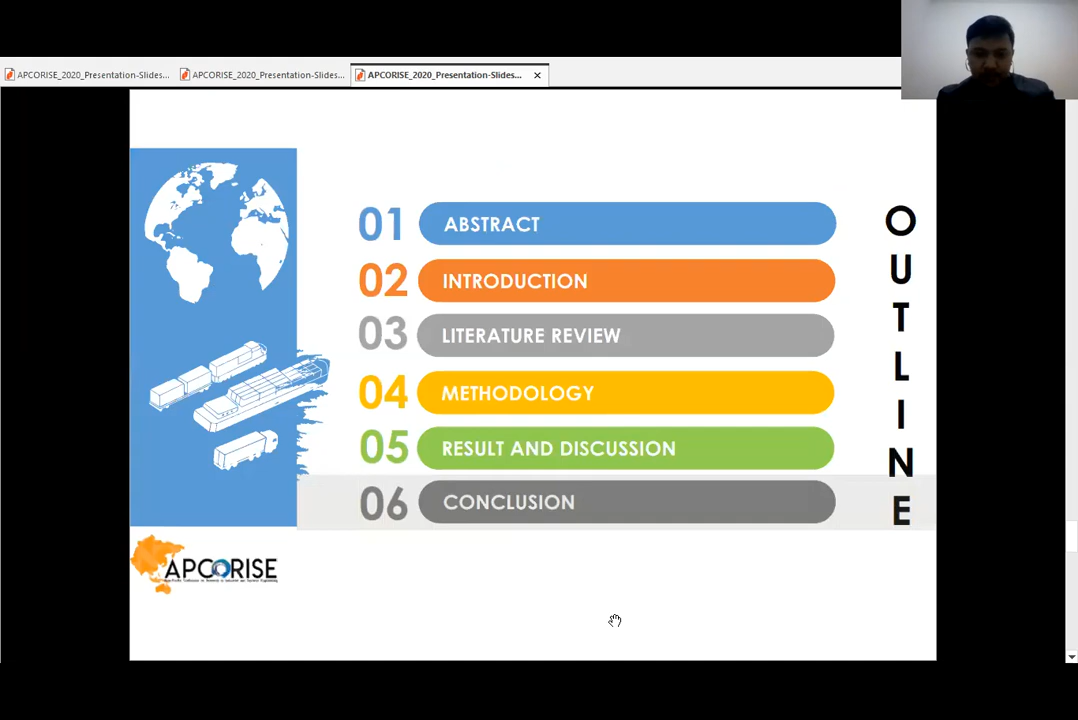 APCORISE_2020_Presentation-Slides...
APCORISE_2020_Presentation-Slides...
APCORISE_2020_Presentation-Slides...
01 ABSTRACT
02 INTRODUCTION
03 LITERATURE REVIEW
04 METHODOLOGY
05 RESULT AND DISCUSSION
06 CONCLUSION
OUTLINE
APCORISE